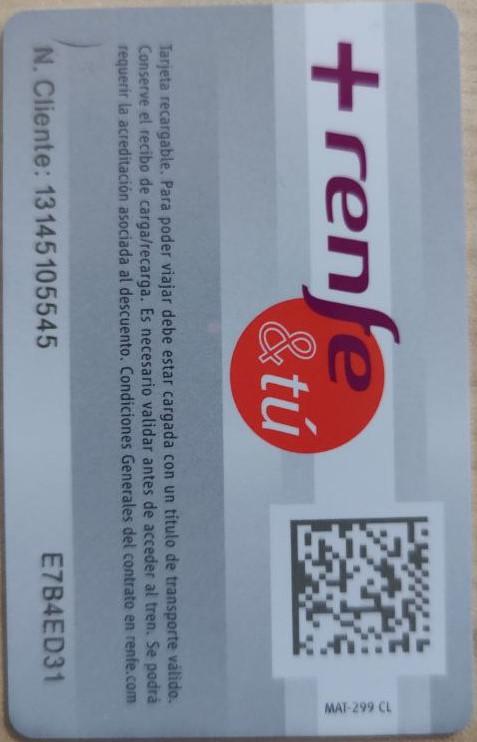 +renfe
&tú
MAT-299 CL
Tarjeta recargable. Para poder viajar debe estar cargada con un título de transporte válido.
Conserve el recibo de carga/recarga. Es necesario validar antes de acceder al tren. Se podrá
requerir la acreditación asociada al descuento. Condiciones Generales del contrato en renfe.com
N. Cliente: 13145105545 E7B4ED31